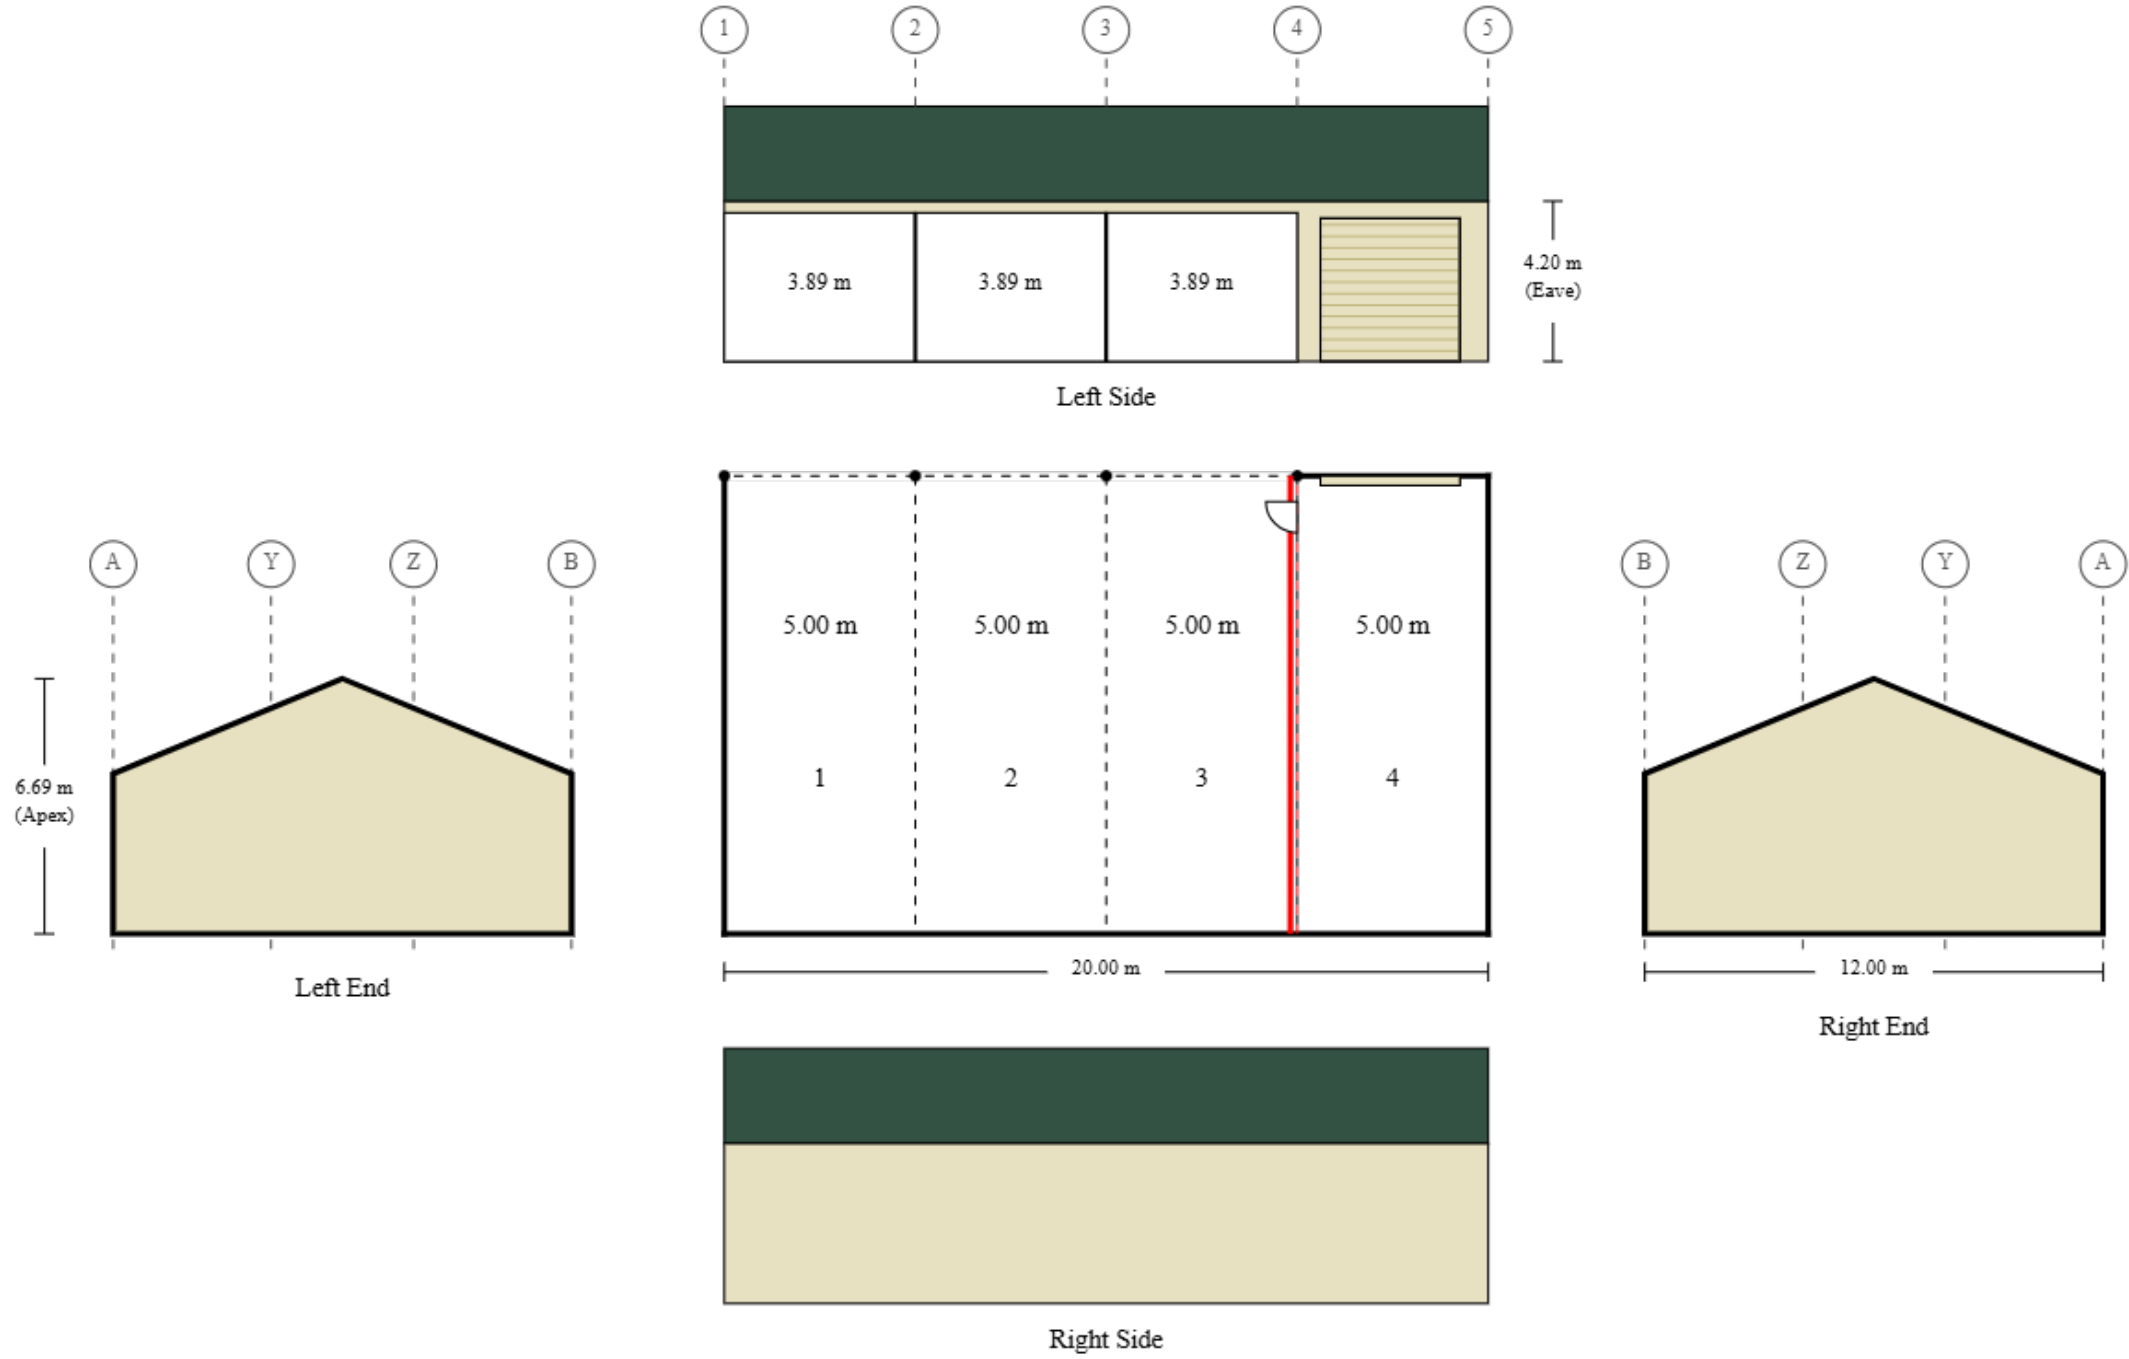 1 2 3 4 5
3.89 m 3.89 m 3.89 m
4.20 m
(Eave)
Left Side
A Y Z B
6.69 m
(Apex)
Left End
5.00 m 5.00 m 5.00 m 5.00 m
1 2 3 4
20.00 m
B Z Y A
12.00 m
Right End
Right Side